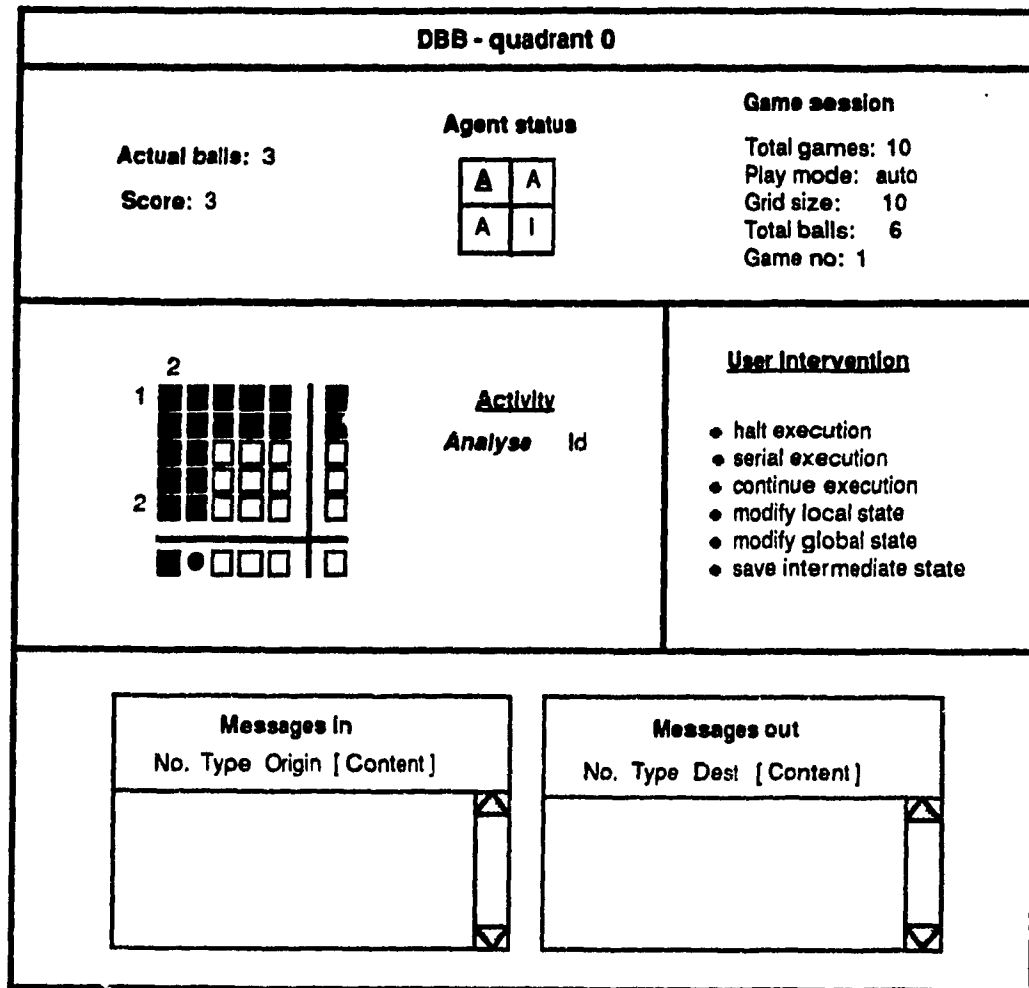 DBB - quadrant 0
Actual balls: 3
Score: 3
Agent status
A A
A I
Game session
Total games: 10
Play mode: auto
Grid size: 10
Total balls: 6
Game no: 1
2
1
2
Activity
Analyse Id
User Intervention
• halt execution
• serial execution
• continue execution
• modify local state
• modify global state
• save intermediate state
Messages in
No. Type Origin [ Content ]
Messages out
No. Type Dest [ Content ]